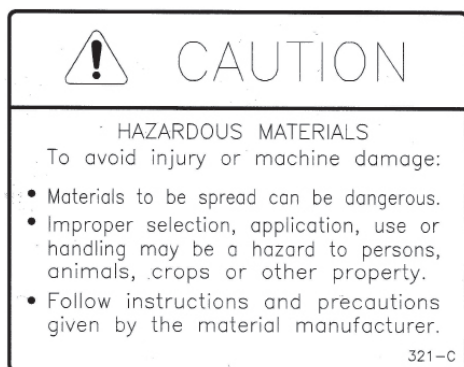 CAUTION
HAZARDOUS MATERIALS
To avoid injury or machine damage:
• Materials to be spread can be dangerous.
• Improper selection, application, use or
handling may be a hazard to persons,
animals, crops or other property.
• Follow instructions and precautions
given by the material manufacturer.
321-C